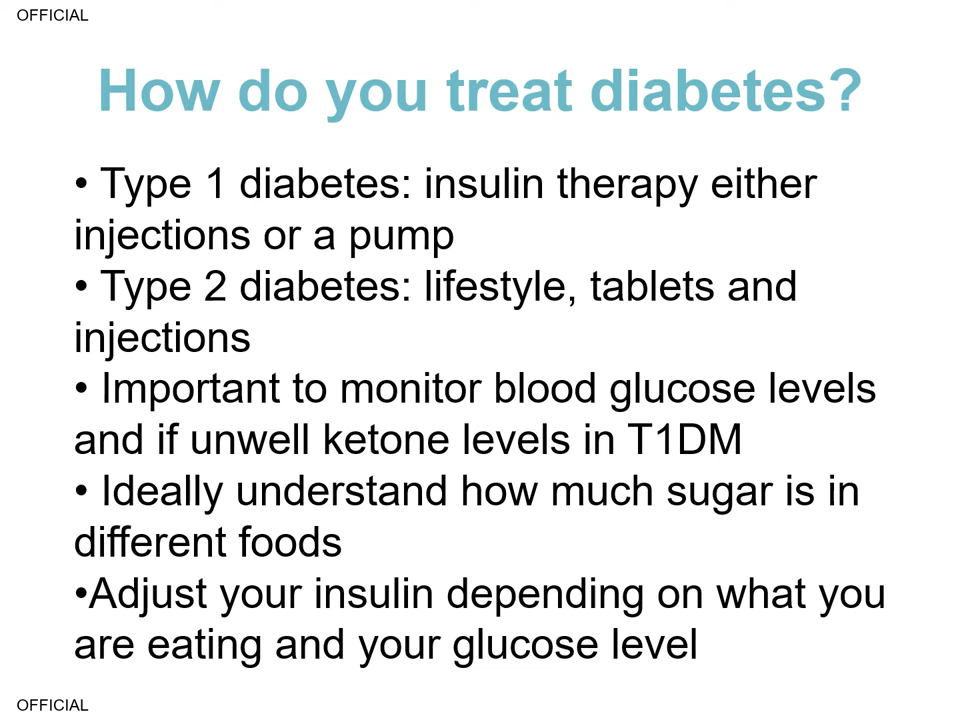 OFFICIAL
How do you treat diabetes?
• Type 1 diabetes: insulin therapy either
injections or a pump
• Type 2 diabetes: lifestyle, tablets and
injections
• Important to monitor blood glucose levels
and if unwell ketone levels in T1DM
• Ideally understand how much sugar is in
different foods
•Adjust your insulin depending on what you
are eating and your glucose level
OFFICIAL